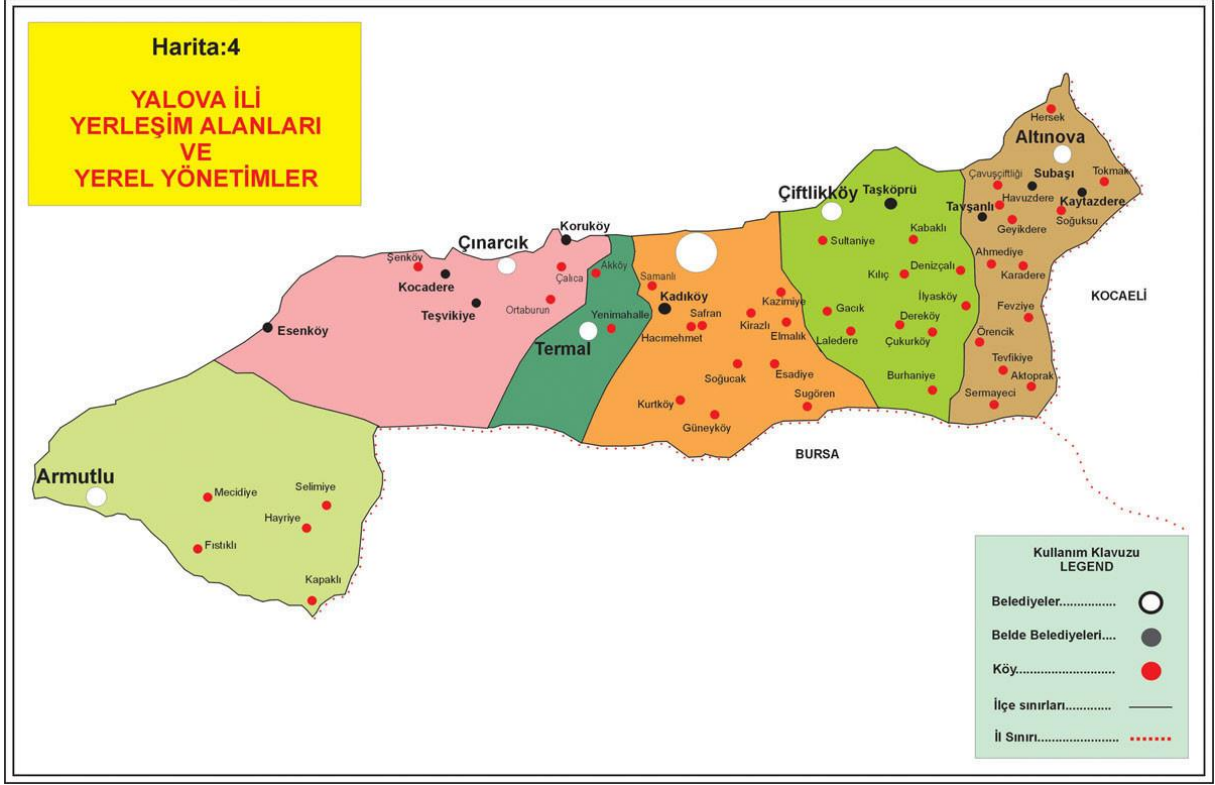 Harita:4
YALOVA İLİ
YERLEŞİM ALANLARI
VE
YEREL YÖNETİMLER
Hersek
Altınova
Çavuşçiftliği
Subaşı
Tokmak
Havuzdere
Kaytazdere
Tavşanlı
Soğuksu
Geyikdere
Ahmediye
Karadere
Fevziye
Örencik
Tevfikiye
Aktoprak
Sermayeci
KOCAELİ
Çiftlikköy
Taşköprü
Sultaniye
Kabaklı
Denizçalı
Kılıç
İlyasköy
Gacık
Dereköy
Laledere
Çukurköy
Burhaniye
Samanlı
Kadıköy
Kazimiye
Safran
Kirazlı
Hacımehmet
Elmalık
Soğucak
Esadiye
Kurtköy
Sugören
Güneyköy
BURSA
Akköy
Yenimahalle
Termal
Koruköy
Çınarcık
Şenköy
Çalıca
Kocadere
Ortaburun
Teşvikiye
Esenköy
Armutlu
Mecidiye
Selimiye
Hayriye
Fıstıklı
Kapaklı
Kullanım Klavuzu
LEGEND
Belediyeler................
Belde Belediyeleri....
Köy............................
İlçe sınırları.............
İl Sınırı.......................